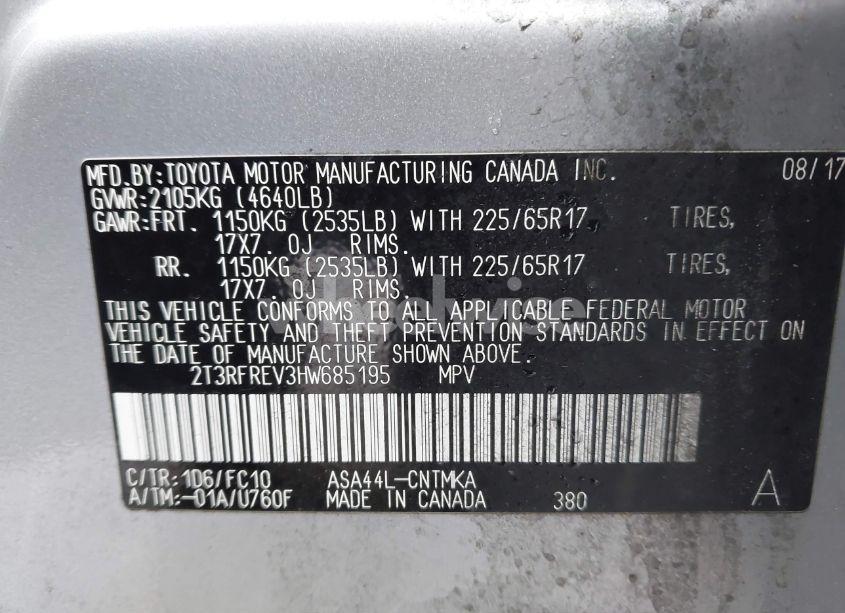 MFD.BY:TOYOTA MOTOR MANUFACTURING CANADA INC. 08/17
GVWR:2105KG (4640LB)
GAWR:FRT. 1150KG (2535LB) WITH 225/65R17 TIRES,
17X7.0J RIMS.
RR. 1150KG (2535LB) WITH 225/65R17 TIRES,
17X7.0J RIMS.
THIS VEHICLE CONFORMS TO ALL APPLICABLE FEDERAL MOTOR
VEHICLE SAFETY AND THEFT PREVENTION STANDARDS IN EFFECT ON
THE DATE OF MANUFACTURE SHOWN ABOVE.
2T3RFREV3HW685195 MPV
C/TR:1D6/FC10 ASA44L-CNTMKA
A/TM:-01A/U760F MADE IN CANADA 380 A